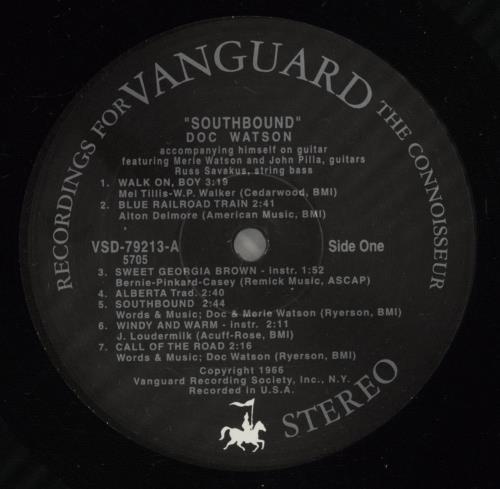 RECORDINGS FOR VANGUARD THE CONNOISSEUR
"SOUTHBOUND"
DOC WATSON
accompanying himself on guitar
featuring Merie Watson and John Pilla, guitars
Russ Savakus, string bass
1. WALK ON, BOY 3:19
Mel Tillis-W.P. Walker (Cedarwood, BMI)
2. BLUE RAILROAD TRAIN 2:41
Alton Delmore (American Music, BMI)
VSD-79213-A
5705
Side One
3. SWEET GEORGIA BROWN - instr. 1:52
Bernie-Pinkard-Casey (Remick Music, ASCAP)
4. ALBERTA Trad. 2:40
5. SOUTHBOUND 2:44
Words & Music; Doc & Merie Watson (Ryerson, BMI)
6. WINDY AND WARM - instr. 2:11
J. Loudermilk (Acuff-Rose, BMI)
7. CALL OF THE ROAD 2:16
Words & Music; Doc Watson (Ryerson, BMI)
Copyright 1966
Vanguard Recording Society, Inc., N.Y.
Recorded in U.S.A.
STEREO